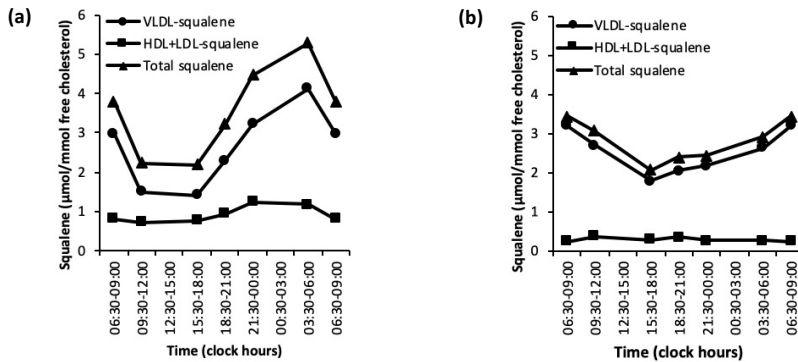 (a)
Squalene (µmol/mmol free cholesterol)
6
5
4
3
2
1
0
VLDL-squalene
HDL+LDL-squalene
Total squalene
06:30-09:00
09:30-12:00
12:30-15:00
15:30-18:00
18:30-21:00
21:30-00:00
00:30-03:00
03:30-06:00
06:30-09:00
Time (clock hours)
(b)
Squalene (µmol/mmol free cholesterol)
6
5
4
3
2
1
0
VLDL-squalene
HDL+LDL-squalene
Total squalene
06:30-09:00
09:30-12:00
12:30-15:00
15:30-18:00
18:30-21:00
21:30-00:00
00:30-03:00
03:30-06:00
06:30-09:00
Time (clock hours)